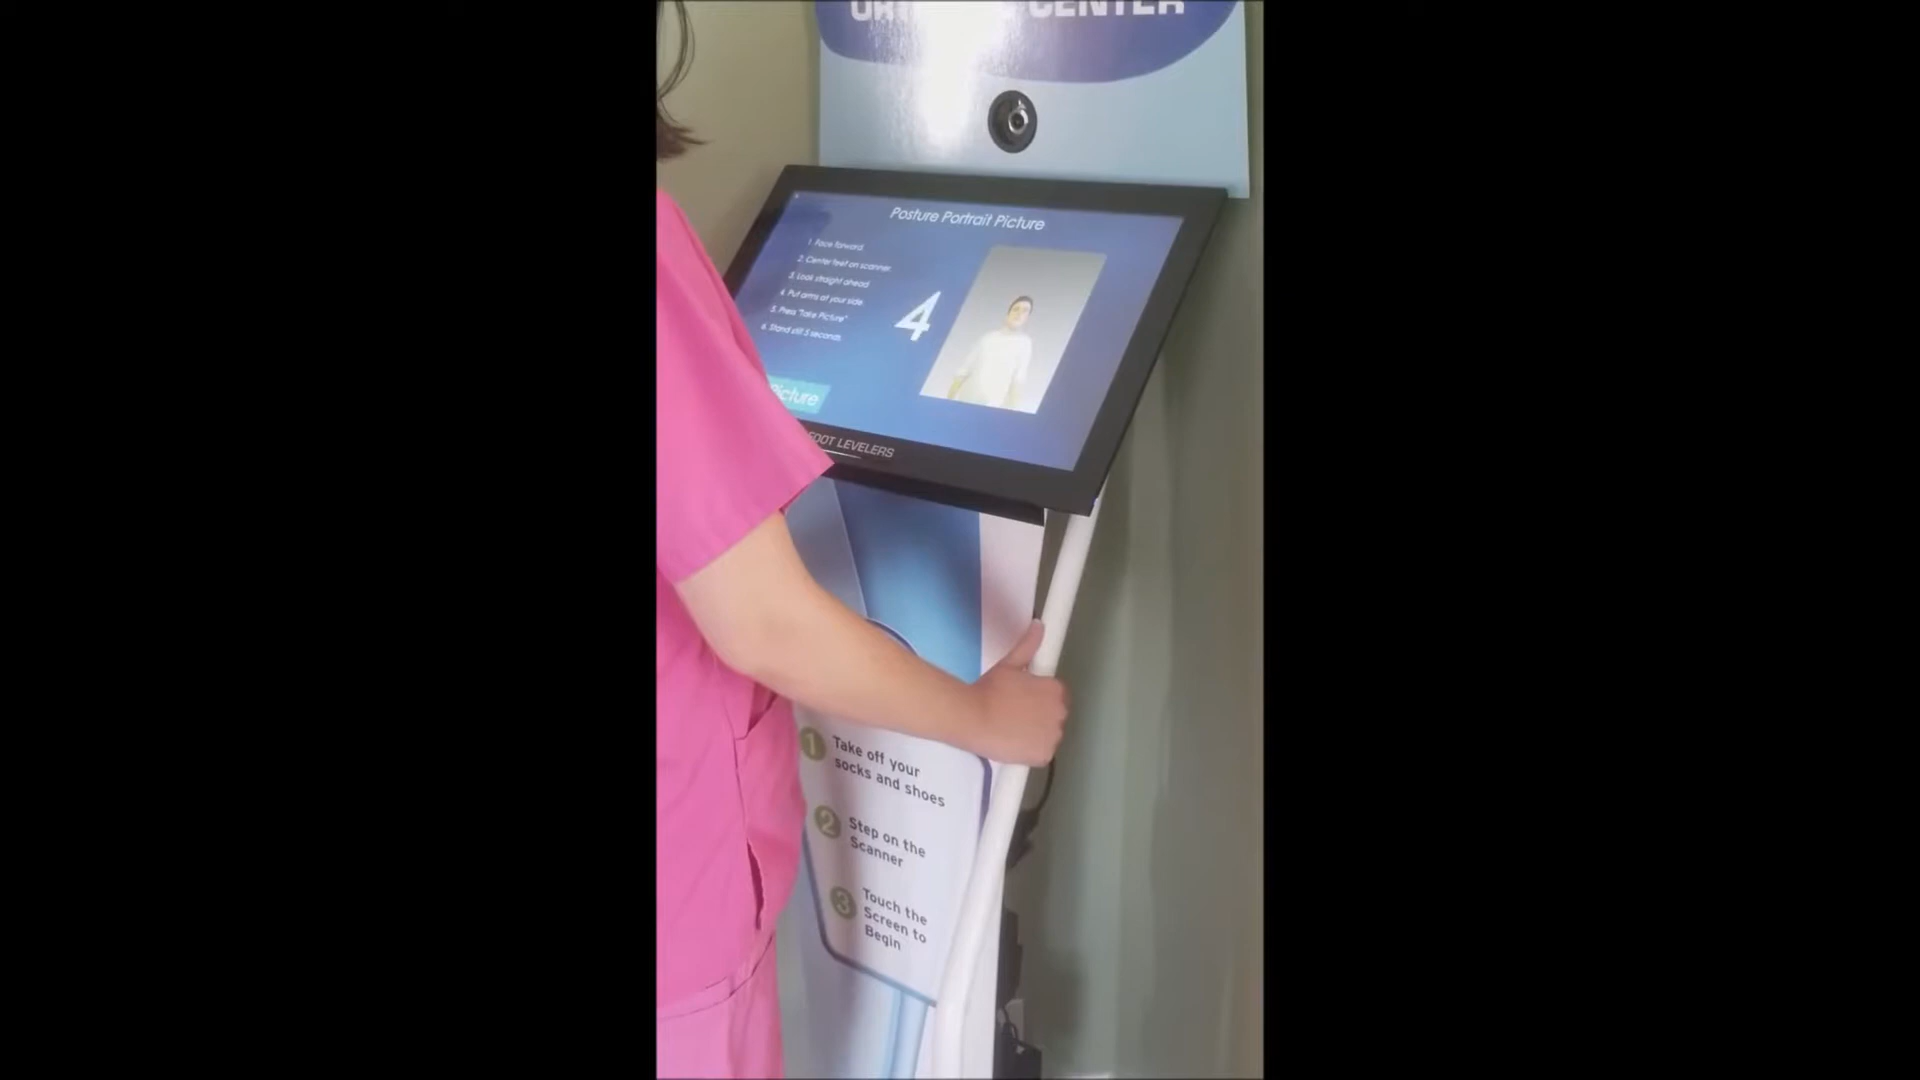 CENTER
Posture Portrait Picture
1. Face forward.
2. Center feet on scanner.
3. Look straight ahead
4. Put arms at your side.
5. Press "Take Picture"
6. Stand still 5 seconds.
4
Picture
FOOT LEVELERS
1 Take off your
socks and shoes
2 Step on the
Scanner
3 Touch the
Screen to
Begin